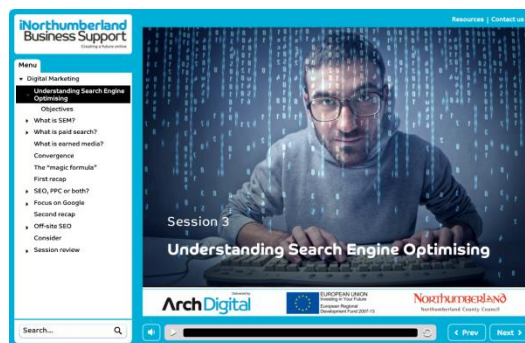 iNorthumberland
Business Support
Creating a future online
Resources | Contact us
Menu
Digital Marketing
Understanding Search Engine
Optimising
Objectives
What is SEM?
What is paid search?
What is earned media?
Convergence
The "magic formula"
First recap
SEO, PPC or both?
Focus on Google
Second recap
Off-site SEO
Consider
Session review
Search...
Session 3
Understanding Search Engine Optimising
Delivered by
ArchDigital
EUROPEAN UNION
Investing in Your Future
European Regional
Development Fund 2007-13
Northumberland
Northumberland County Council
< Prev
Next >